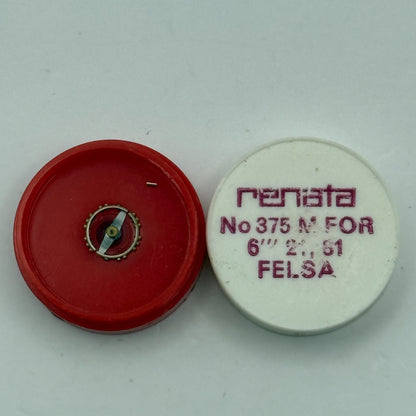 renata
No 375 M FOR
6''' 21, 61
FELSA